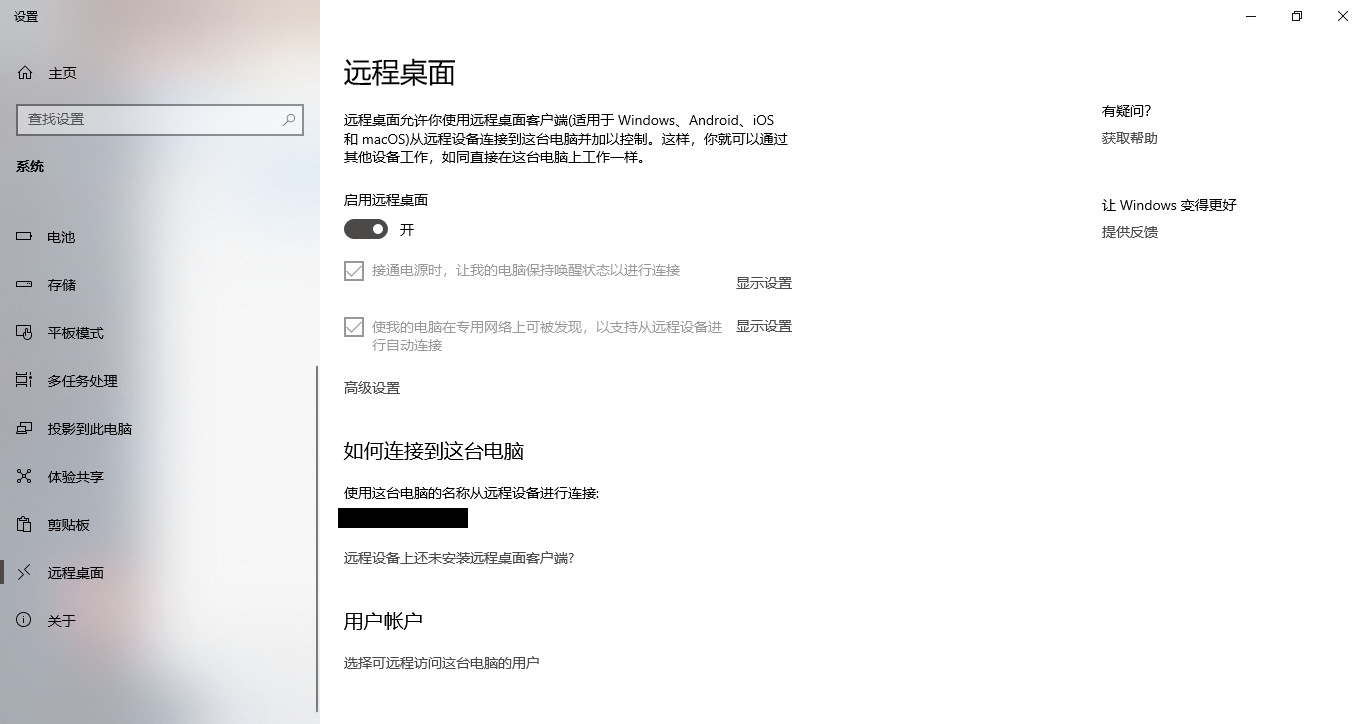 设置
主页
查找设置
系统
电池
存储
平板模式
多任务处理
投影到此电脑
体验共享
剪贴板
远程桌面
关于
远程桌面
远程桌面允许你使用远程桌面客户端(适用于 Windows、Android、iOS
和 macOS)从远程设备连接到这台电脑并加以控制。这样，你就可以通过
其他设备工作，如同直接在这台电脑上工作一样。
启用远程桌面
开
接通电源时，让我的电脑保持唤醒状态以进行连接
显示设置
使我的电脑在专用网络上可被发现，以支持从远程设备进
行自动连接
显示设置
高级设置
如何连接到这台电脑
使用这台电脑的名称从远程设备进行连接:
远程设备上还未安装远程桌面客户端?
用户帐户
选择可远程访问这台电脑的用户
有疑问?
获取帮助
让 Windows 变得更好
提供反馈